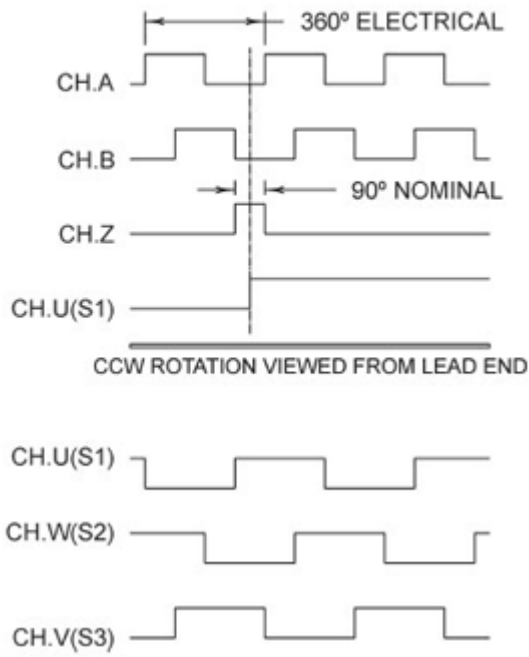 360º ELECTRICAL
CH.A
CH.B
90º NOMINAL
CH.Z
CH.U(S1)
CCW ROTATION VIEWED FROM LEAD END
CH.U(S1)
CH.W(S2)
CH.V(S3)